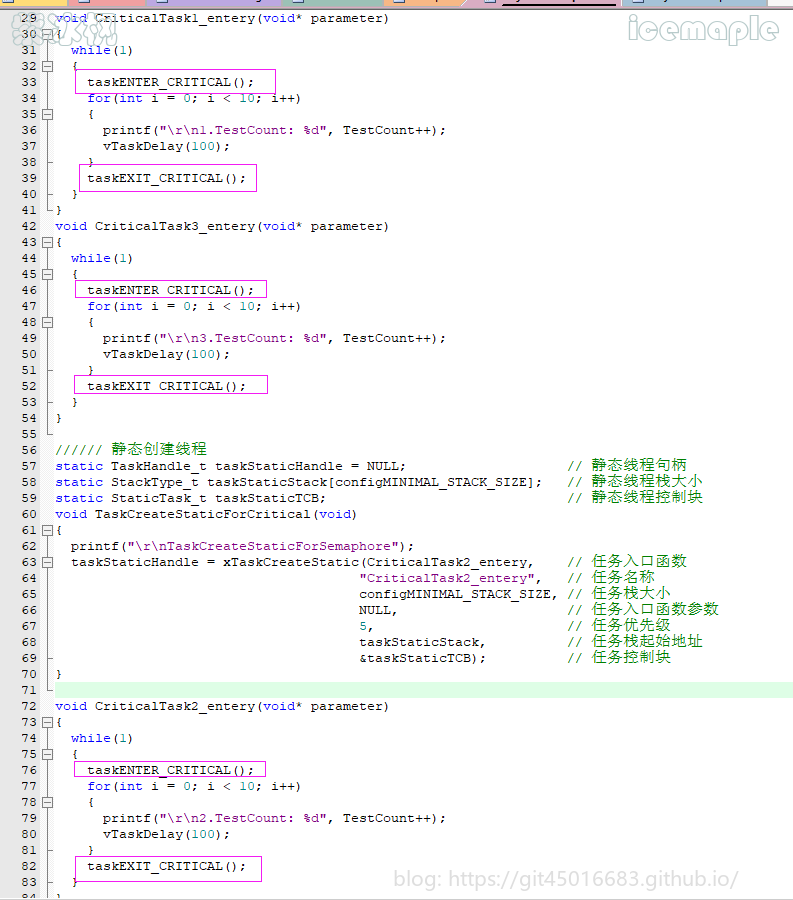 icemaple
29 void CriticalTask1_entery(void* parameter)
30 {
31 while(1)
32 {
33 taskENTER_CRITICAL();
34 for(int i = 0; i < 10; i++)
35 {
36 printf("\r\n1.TestCount: %d", TestCount++);
37 vTaskDelay(100);
38 }
39 taskEXIT_CRITICAL();
40 }
41 }
42 void CriticalTask3_entery(void* parameter)
43 {
44 while(1)
45 {
46 taskENTER_CRITICAL();
47 for(int i = 0; i < 10; i++)
48 {
49 printf("\r\n3.TestCount: %d", TestCount++);
50 vTaskDelay(100);
51 }
52 taskEXIT_CRITICAL();
53 }
54 }
55
56 ////// 静态创建线程
57 static TaskHandle_t taskStaticHandle = NULL; // 静态线程句柄
58 static StackType_t taskStaticStack[configMINIMAL_STACK_SIZE]; // 静态线程栈大小
59 static StaticTask_t taskStaticTCB; // 静态线程控制块
60 void TaskCreateStaticForCritical(void)
61 {
62 printf("\r\nTaskCreateStaticForSemaphore");
63 taskStaticHandle = xTaskCreateStatic(CriticalTask2_entery, // 任务入口函数
64 "CriticalTask2_entery", // 任务名称
65 configMINIMAL_STACK_SIZE, // 任务栈大小
66 NULL, // 任务入口函数参数
67 5, // 任务优先级
68 taskStaticStack, // 任务栈起始地址
69 &taskStaticTCB); // 任务控制块
70 }
71
72 void CriticalTask2_entery(void* parameter)
73 {
74 while(1)
75 {
76 taskENTER_CRITICAL();
77 for(int i = 0; i < 10; i++)
78 {
79 printf("\r\n2.TestCount: %d", TestCount++);
80 vTaskDelay(100);
81 }
82 taskEXIT_CRITICAL();
83 }
84 }
blog: https://git45016683.github.io/